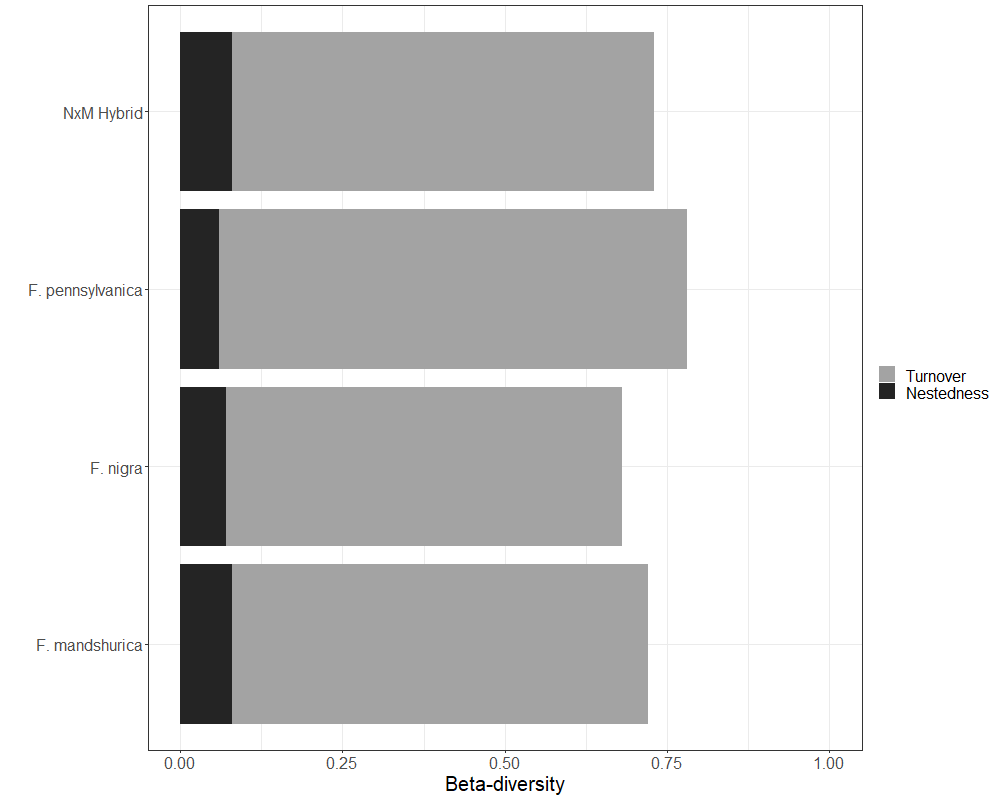 NxM Hybrid
F. pennsylvanica
F. nigra
F. mandshurica
0.00 0.25 0.50 0.75 1.00
Beta-diversity
Turnover
Nestedness